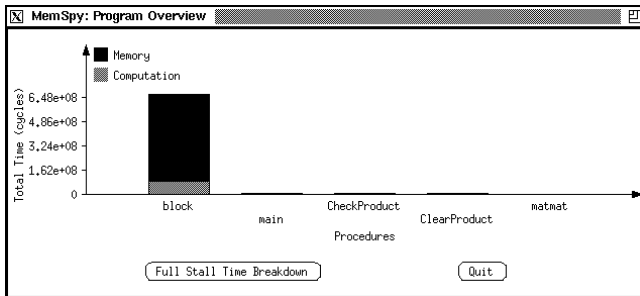 X MemSpy: Program Overview
Memory
Computation
Total Time (cycles)
6.48e+08
4.86e+08
3.24e+08
1.62e+08
0
block
main
CheckProduct
ClearProduct
matmat
Procedures
Full Stall Time Breakdown
Quit